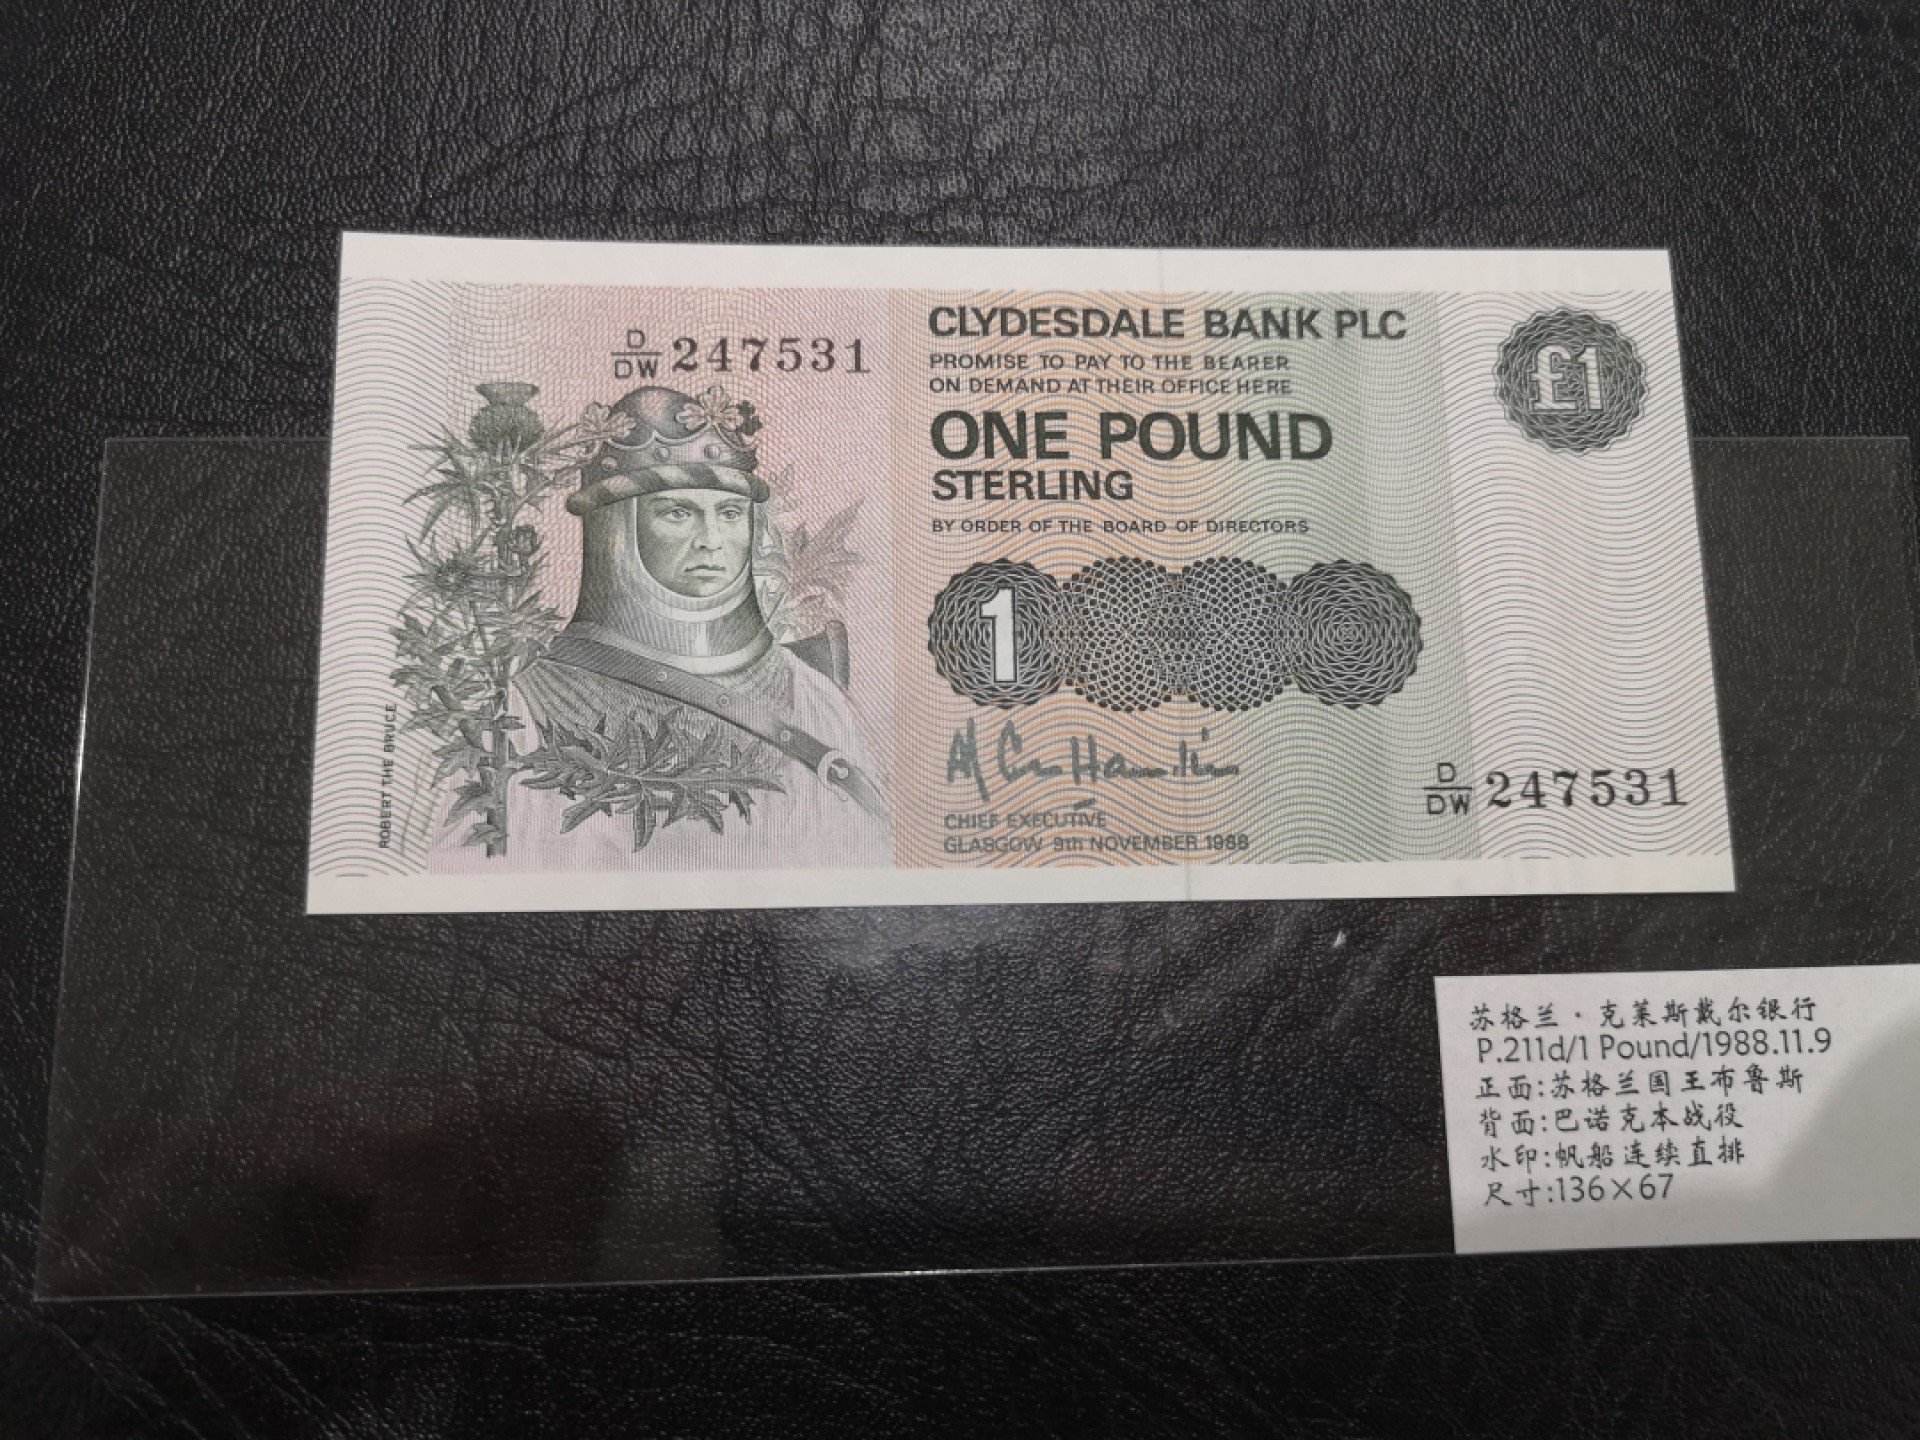 D/DW 247531
CLYDESDALE BANK PLC
PROMISE TO PAY TO THE BEARER
ON DEMAND AT THEIR OFFICE HERE
ONE POUND
STERLING
BY ORDER OF THE BOARD OF DIRECTORS
£1
1
CHIEF EXECUTIVE
GLASGOW 9th NOVEMBER 1988
D/DW 247531
ROBERT THE BRUCE
苏格兰·克莱斯戴尔银行
P.211d/1 Pound/1988.11.9
正面:苏格兰国王布鲁斯
背面:巴诺克本战役
水印:帆船连续直排
尺寸:136×67